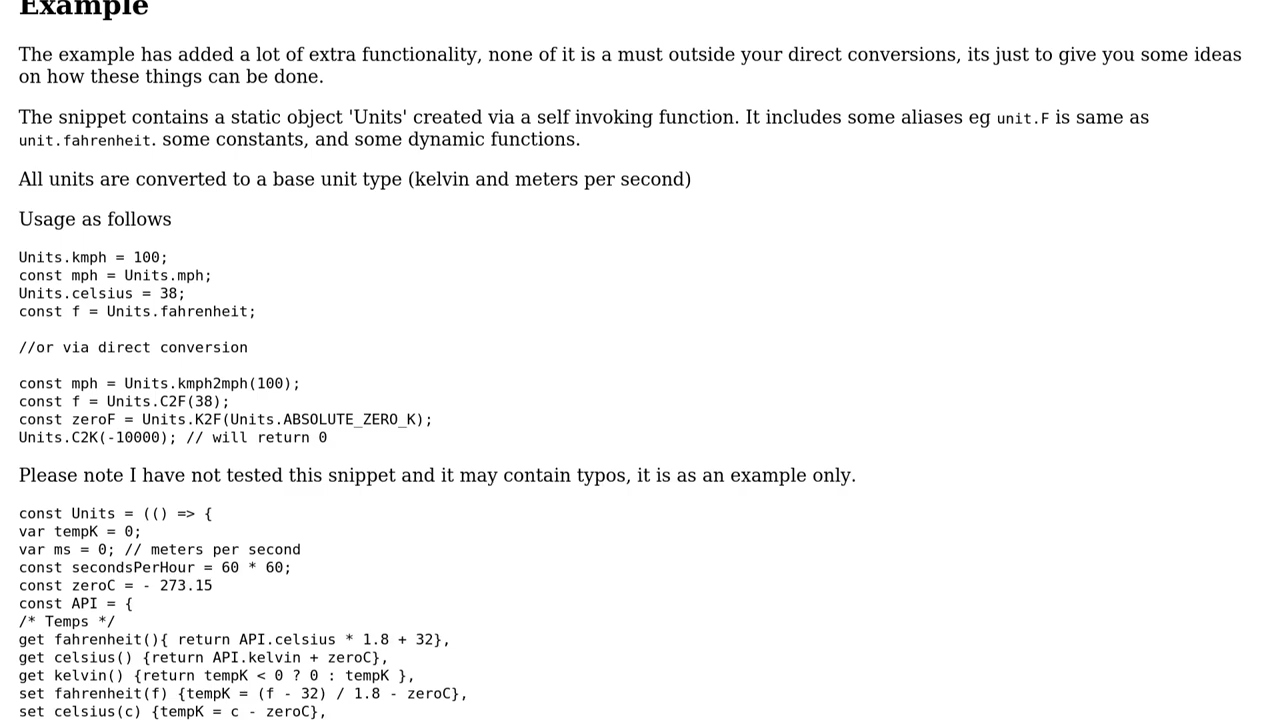 Example
The example has added a lot of extra functionality, none of it is a must outside your direct conversions, its just to give you some ideas
on how these things can be done.
The snippet contains a static object 'Units' created via a self invoking function. It includes some aliases eg unit.F is same as
unit.fahrenheit. some constants, and some dynamic functions.
All units are converted to a base unit type (kelvin and meters per second)
Usage as follows
Units.kmph = 100;
const mph = Units.mph;
Units.celsius = 38;
const f = Units.fahrenheit;
//or via direct conversion
const mph = Units.kmph2mph(100);
const f = Units.C2F(38);
const zeroF = Units.K2F(Units.ABSOLUTE_ZERO_K);
Units.C2K(-10000); // will return 0
Please note I have not tested this snippet and it may contain typos, it is as an example only.
const Units = (() => {
var tempK = 0;
var ms = 0; // meters per second
const secondsPerHour = 60 * 60;
const zeroC = - 273.15
const API = {
/* Temps */
get fahrenheit(){ return API.celsius * 1.8 + 32},
get celsius() {return API.kelvin + zeroC},
get kelvin() {return tempK < 0 ? 0 : tempK },
set fahrenheit(f) {tempK = (f - 32) / 1.8 - zeroC},
set celsius(c) {tempK = c - zeroC},